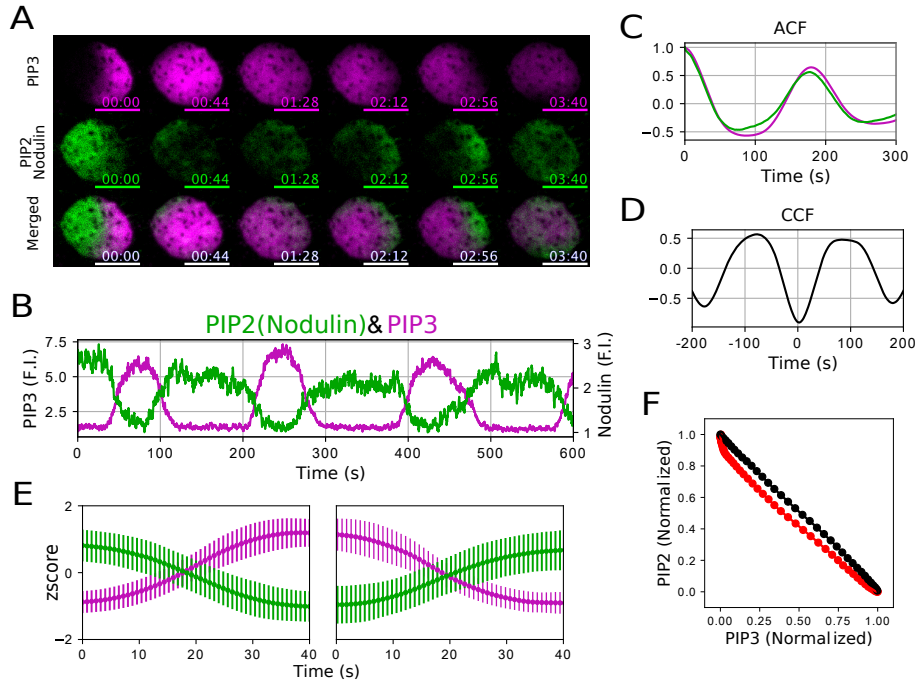 A
PIP3
00:00 00:44 01:28 02:12 02:56 03:40
PIP2
Nodulin
00:00 00:44 01:28 02:12 02:56 03:40
Merged
00:00 00:44 01:28 02:12 02:56 03:40
B
PIP2(Nodulin)&PIP3
PIP3 (F.I.)
7.5
5.0
2.5
Nodulin (F.I.)
3
2
1
0 100 200 300 400 500 600
Time (s)
C
ACF
1.0
0.5
0.0
−0.5
0 100 200 300
Time (s)
D
CCF
0.5
0.0
−0.5
−200 −100 0 100 200
Time (s)
E
zscore
2
0
−2
0 10 20 30 40
Time (s)
0 10 20 30 40
Time (s)
F
PIP2 (Normalized)
1.0
0.8
0.6
0.4
0.2
0.0
0.00 0.25 0.50 0.75 1.00
PIP3 (Normalized)